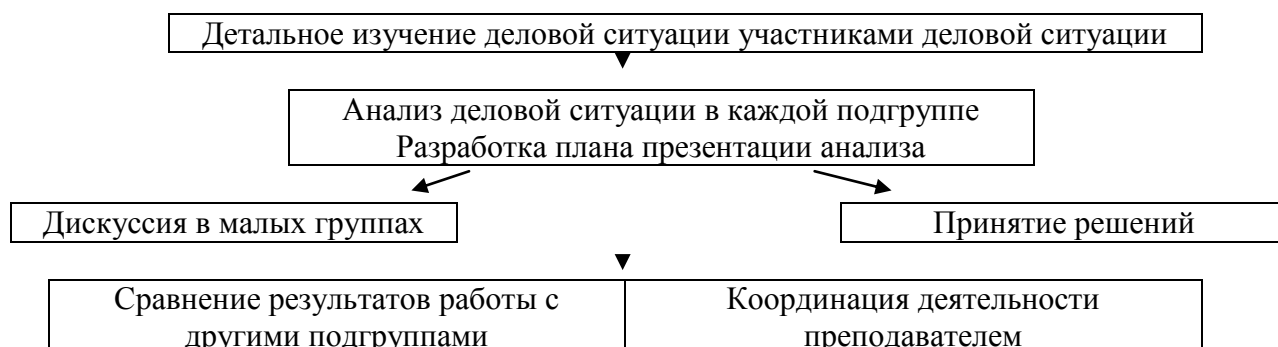 Детальное изучение деловой ситуации участниками деловой ситуации
Анализ деловой ситуации в каждой подгруппе
Разработка плана презентации анализа
Дискуссия в малых группах
Принятие решений
Сравнение результатов работы с
другими подгруппами
Координация деятельности
преподавателем